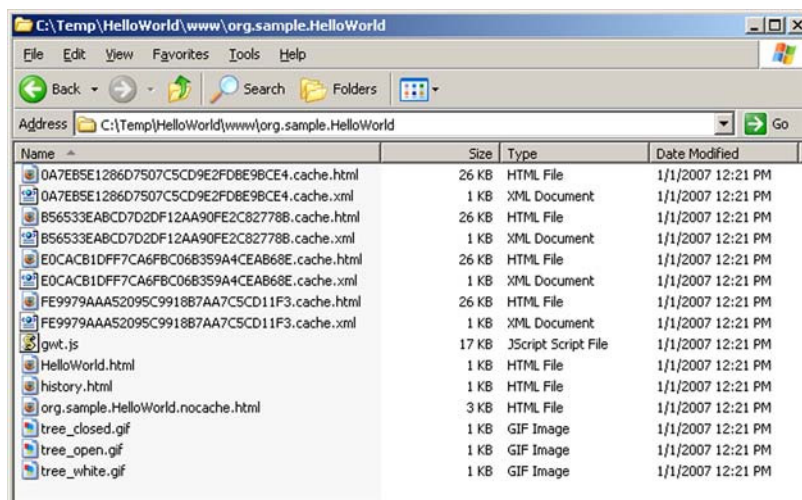 C:\Temp\HelloWorld\www\org.sample.HelloWorld
File Edit View Favorites Tools Help
Back Search Folders
Address C:\Temp\HelloWorld\www\org.sample.HelloWorld Go
Name Size Type Date Modified
0A7EB5E1286D7507C5CD9E2FDBE9BCE4.cache.html 26 KB HTML File 1/1/2007 12:21 PM
0A7EB5E1286D7507C5CD9E2FDBE9BCE4.cache.xml 1 KB XML Document 1/1/2007 12:21 PM
B56533EABCD7D2DF12AA90FE2C82778B.cache.html 26 KB HTML File 1/1/2007 12:21 PM
B56533EABCD7D2DF12AA90FE2C82778B.cache.xml 1 KB XML Document 1/1/2007 12:21 PM
E0CACB1DFF7CA6FBC06B359A4CEAB68E.cache.html 26 KB HTML File 1/1/2007 12:21 PM
E0CACB1DFF7CA6FBC06B359A4CEAB68E.cache.xml 1 KB XML Document 1/1/2007 12:21 PM
FE9979AAA52095C9918B7AA7C5CD11F3.cache.html 26 KB HTML File 1/1/2007 12:21 PM
FE9979AAA52095C9918B7AA7C5CD11F3.cache.xml 1 KB XML Document 1/1/2007 12:21 PM
gwt.js 17 KB JScript Script File 1/1/2007 12:21 PM
HelloWorld.html 1 KB HTML File 1/1/2007 12:21 PM
history.html 1 KB HTML File 1/1/2007 12:21 PM
org.sample.HelloWorld.nocache.html 3 KB HTML File 1/1/2007 12:21 PM
tree_closed.gif 1 KB GIF Image 1/1/2007 12:21 PM
tree_open.gif 1 KB GIF Image 1/1/2007 12:21 PM
tree_white.gif 1 KB GIF Image 1/1/2007 12:21 PM